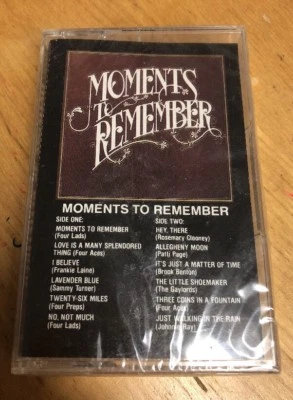 MOMENTS
TO
REMEMBER
MOMENTS TO REMEMBER
SIDE ONE:
MOMENTS TO REMEMBER
(Four Lads)
LOVE IS A MANY SPLENDORED
THING (Four Aces)
I BELIEVE
(Frankie Laine)
LAVENDER BLUE
(Sammy Turner)
TWENTY-SIX MILES
(Four Preps)
NO, NOT MUCH
(Four Lads)
SIDE TWO:
HEY, THERE
(Rosemary Clooney)
ALLEGHENY MOON
(Patti Page)
IT'S JUST A MATTER OF TIME
(Brook Benton)
THE LITTLE SHOEMAKER
(The Gaylords)
THREE COINS IN A FOUNTAIN
(Four Aces)
JUST WALKING IN THE RAIN
(Johnnie Ray)